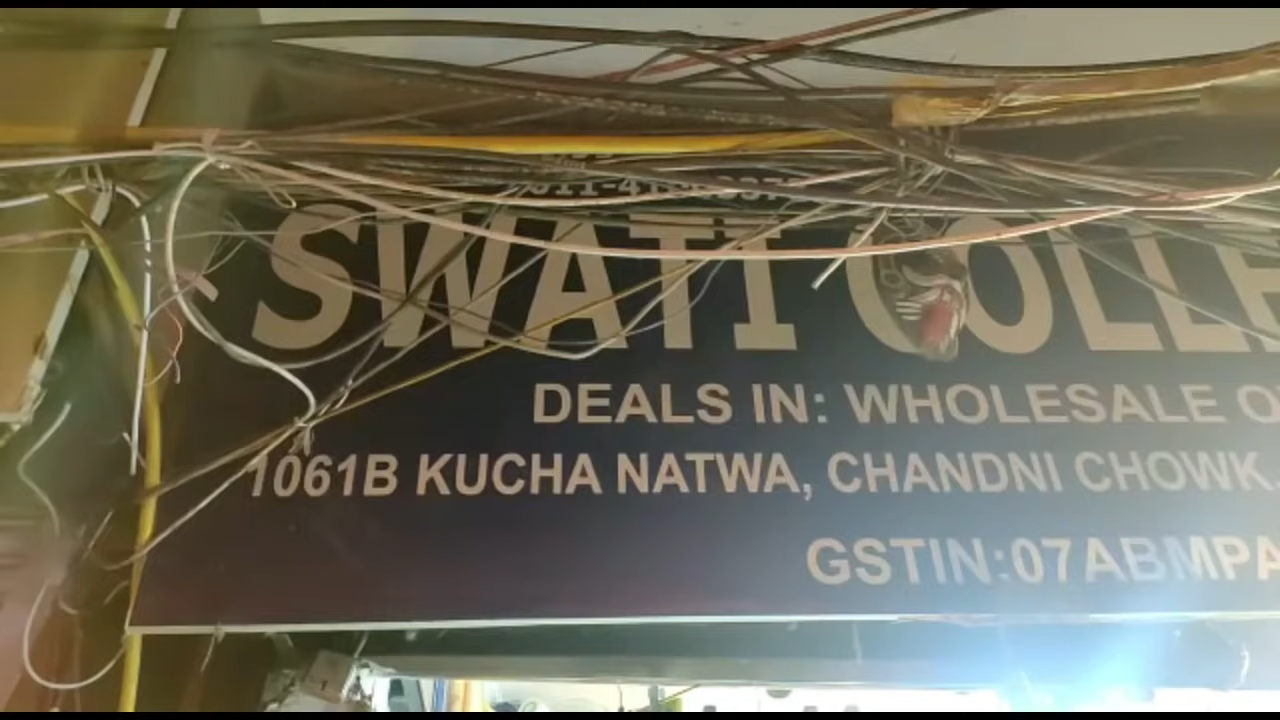 SWATI COLLE
DEALS IN: WHOLESALE O
1061B KUCHA NATWA, CHANDNI CHOWK,
GSTIN:07ABMPA